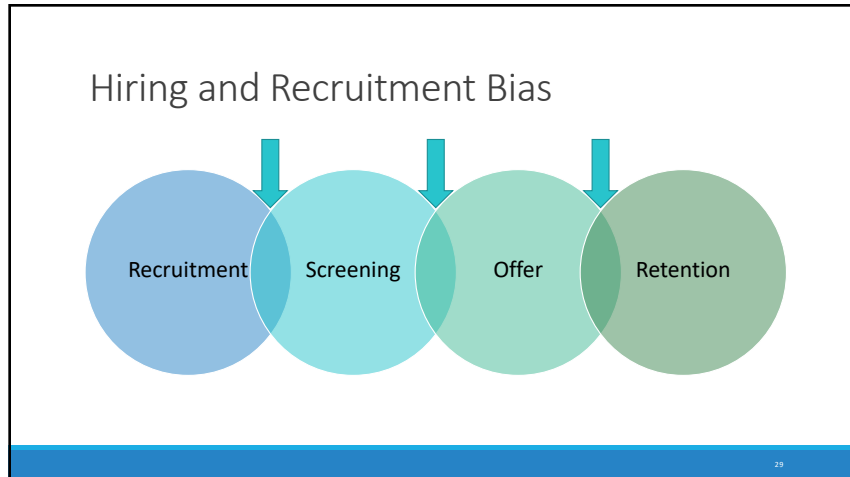 Hiring and Recruitment Bias
Recruitment
Screening
Offer
Retention
29